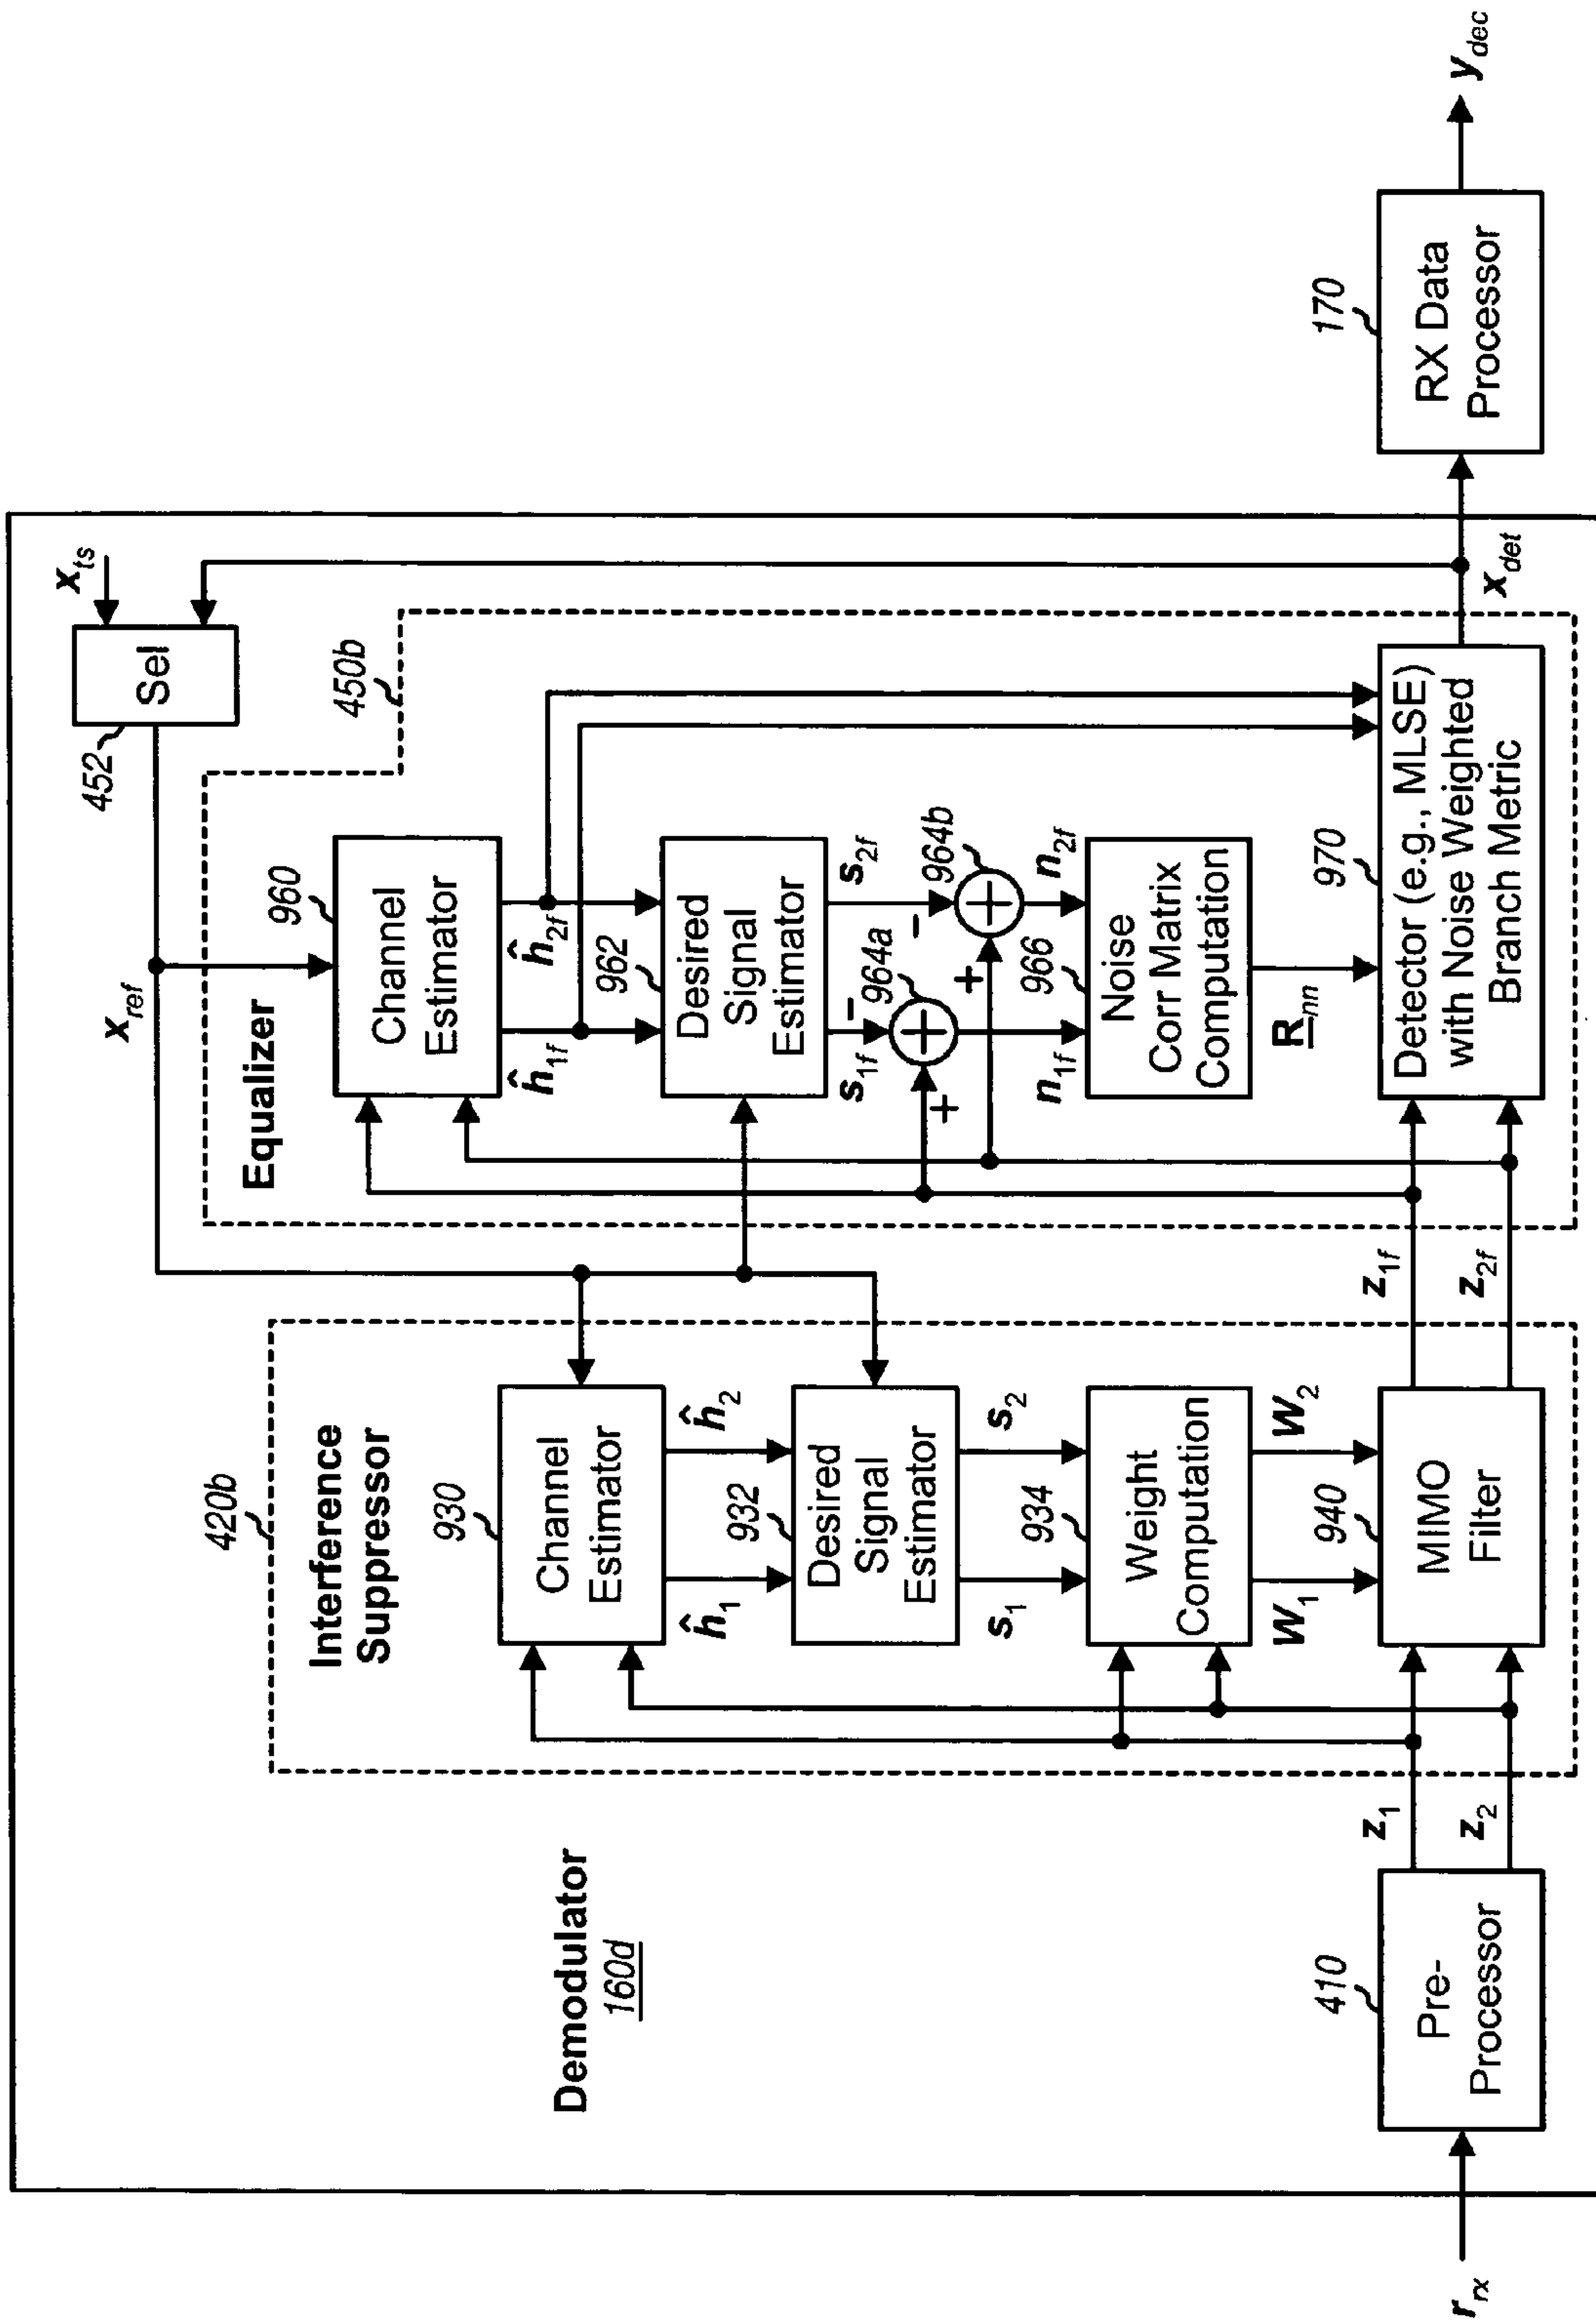 Demodulator
160d
r_rx
410
Pre-
Processor
z_1
z_2
420b
Interference
Suppressor
930
Channel
Estimator
ĥ_1
ĥ_2
932
Desired
Signal
Estimator
s_1
s_2
934
Weight
Computation
W_1
W_2
940
MIMO
Filter
z_1f
z_2f
x_ref
452
Sel
x_ts
450b
Equalizer
960
Channel
Estimator
ĥ_1f
ĥ_2f
962
Desired
Signal
Estimator
s_1f
s_2f
-
964a
+
-
964b
+
n_1f
n_2f
966
Noise
Corr Matrix
Computation
R_nn
970
Detector (e.g., MLSE)
with Noise Weighted
Branch Metric
x_det
170
RX Data
Processor
y_dec